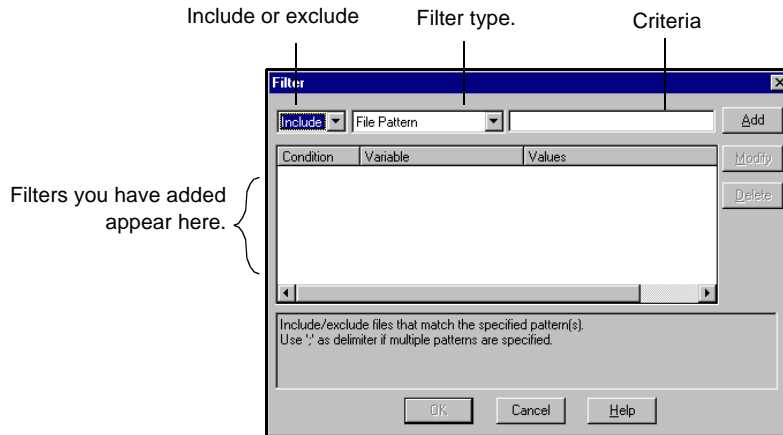 Include or exclude
Filter type.
Criteria
Filter
Include
File Pattern
Add
Condition
Variable
Values
Modify
Delete
Filters you have added
appear here.
Include/exclude files that match the specified pattern(s).
Use ';' as delimiter if multiple patterns are specified.
OK
Cancel
Help